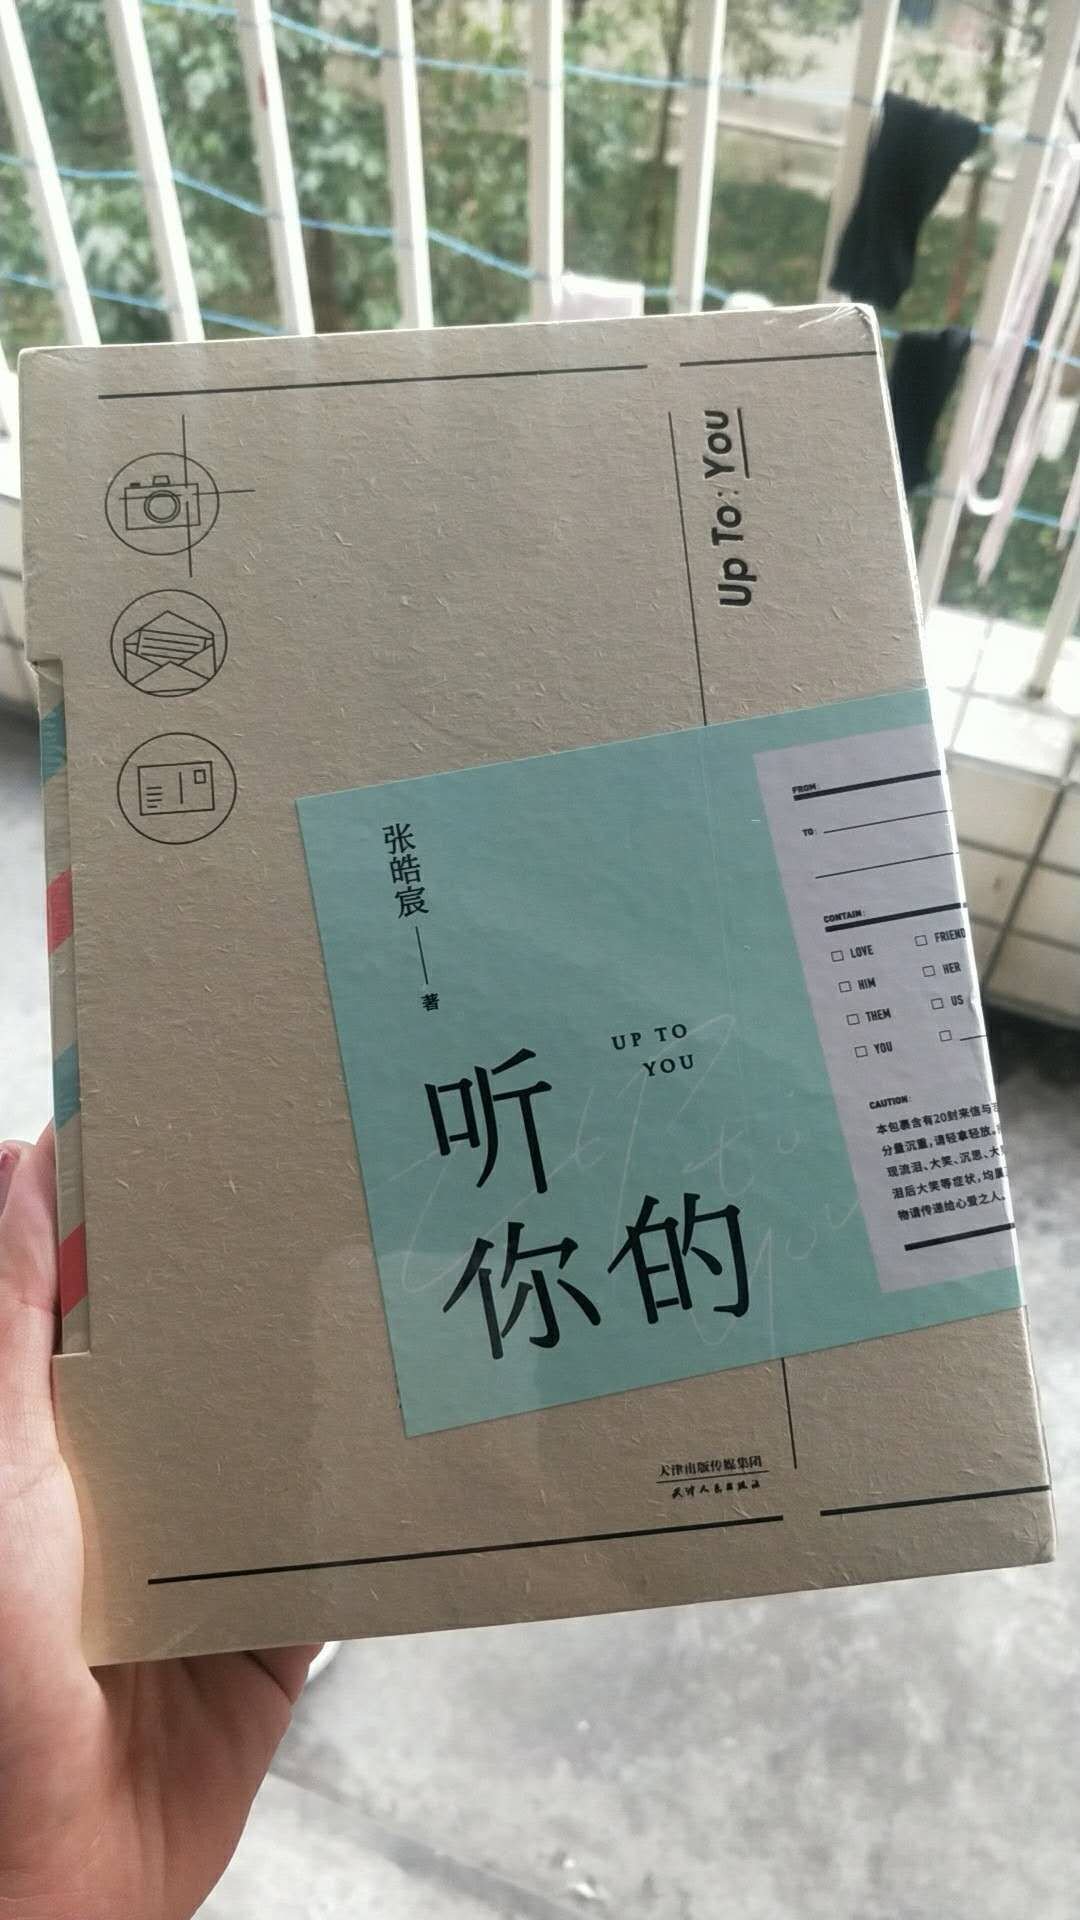 Up To: You
张皓宸
著
UP TO
YOU
听
你的
FROM:
TO:
CONTAIN:
LOVE
FRIEND
HIM
HER
THEM
US
YOU
CAUTION:
本包裹含有20封来信与
分量沉重,请轻拿轻放。
现流泪、大笑、沉思、大
泪后大笑等症状,均属
物请传递给心爱之人。
天津出版传媒集团
天津人民出版社